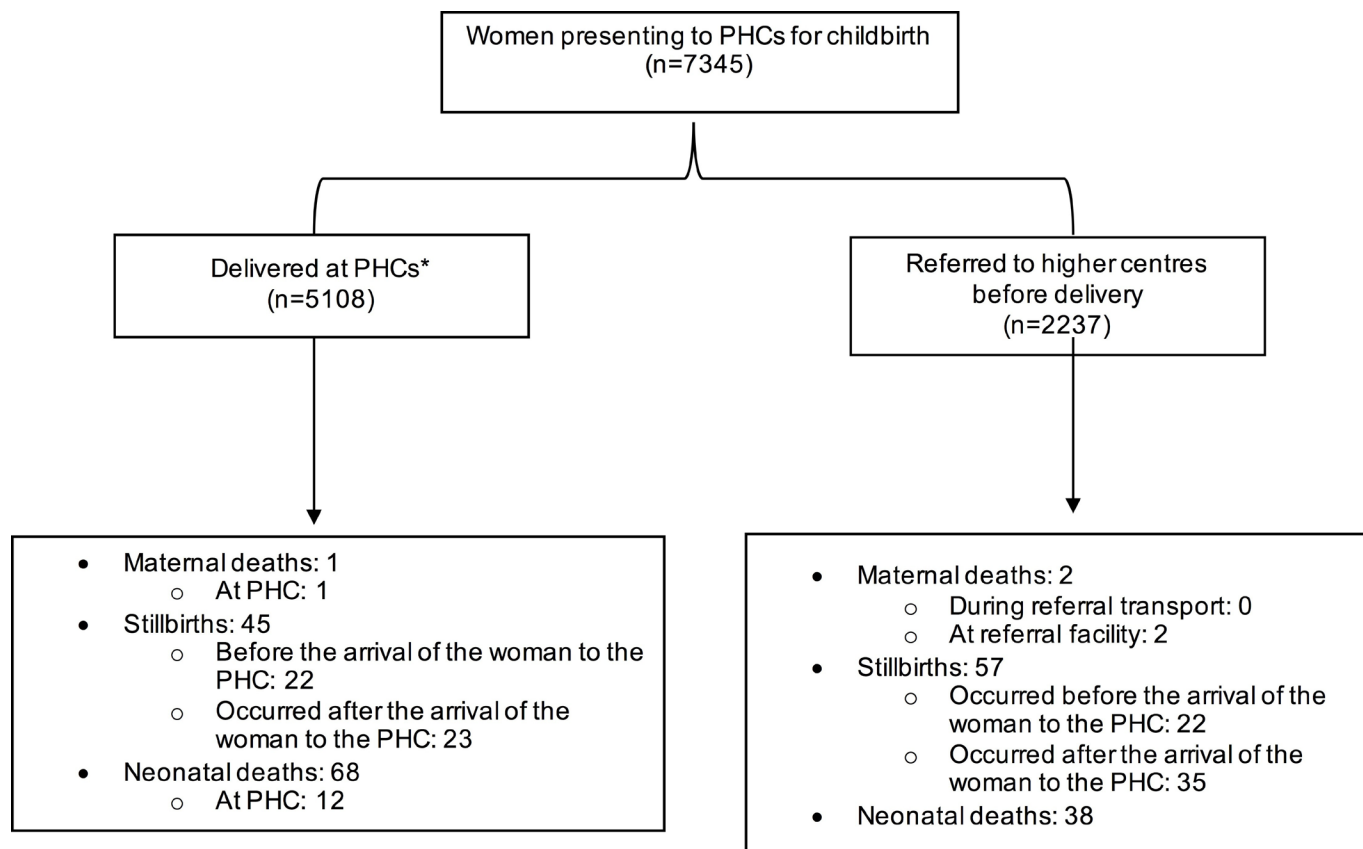 Women presenting to PHCs for childbirth
(n=7345)
Delivered at PHCs*
(n=5108)
Referred to higher centres
before delivery
(n=2237)
• Maternal deaths: 1
o At PHC: 1
• Stillbirths: 45
o Before the arrival of the woman to the
PHC: 22
o Occurred after the arrival of the
woman to the PHC: 23
• Neonatal deaths: 68
o At PHC: 12
• Maternal deaths: 2
o During referral transport: 0
o At referral facility: 2
• Stillbirths: 57
o Occurred before the arrival of the
woman to the PHC: 22
o Occurred after the arrival of the
woman to the PHC: 35
• Neonatal deaths: 38